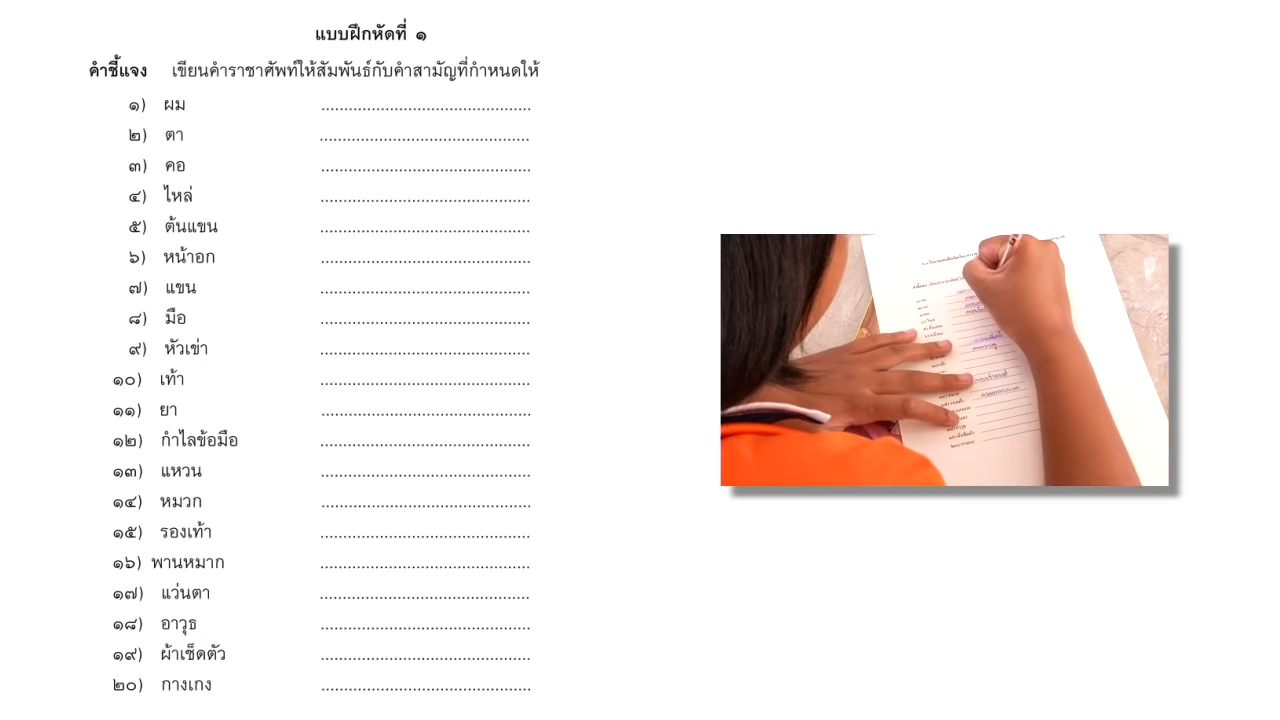 แบบฝึกหัดที่ ๑
คำชี้แจง เขียนคำราชาศัพท์ให้สัมพันธ์กับคำสามัญที่กำหนดให้
๑) ผม ..............................................
๒) ตา ..............................................
๓) คอ ..............................................
๔) ไหล่ ..............................................
๕) ต้นแขน ..............................................
๖) หน้าอก ..............................................
๗) แขน ..............................................
๘) มือ ..............................................
๙) หัวเข่า ..............................................
๑๐) เท้า ..............................................
๑๑) ยา ..............................................
๑๒) กำไลข้อมือ ..............................................
๑๓) แหวน ..............................................
๑๔) หมวก ..............................................
๑๕) รองเท้า ..............................................
๑๖) พานหมาก ..............................................
๑๗) แว่นตา ..............................................
๑๘) อาวุธ ..............................................
๑๙) ผ้าเช็ดตัว ..............................................
๒๐) กางเกง ..............................................